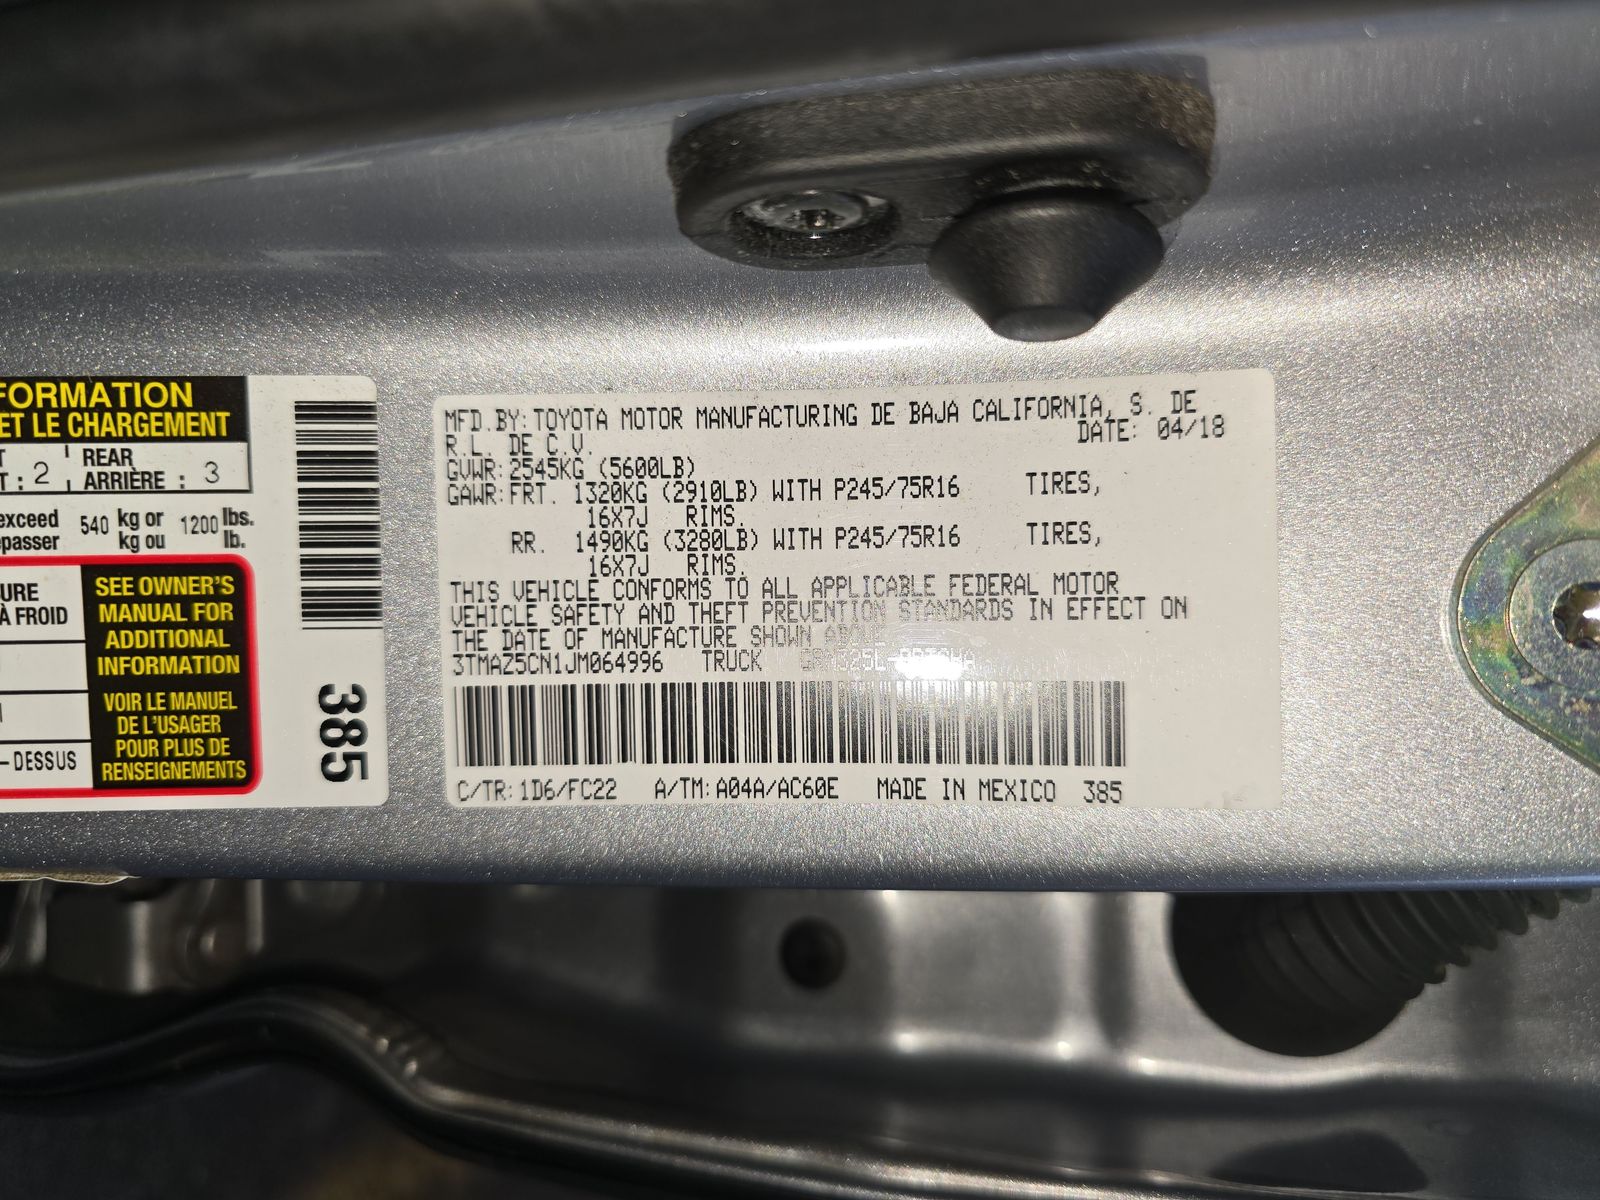 FORMATION
ET LE CHARGEMENT
T : 2 REAR ARRIÈRE : 3
exceed 540 kg or 1200 lbs.
passer kg ou lb.
URE
À FROID
SEE OWNER'S
MANUAL FOR
ADDITIONAL
INFORMATION
VOIR LE MANUEL
DE L'USAGER
POUR PLUS DE
RENSEIGNEMENTS
-DESSUS
385
MFD.BY: TOYOTA MOTOR MANUFACTURING DE BAJA CALIFORNIA, S. DE
R.L. DE C.V. DATE: 04/18
GVWR: 2545KG (5600LB)
GAWR: FRT. 1320KG (2910LB) WITH P245/75R16 TIRES,
16X7J RIMS.
RR. 1490KG (3280LB) WITH P245/75R16 TIRES,
16X7J RIMS.
THIS VEHICLE CONFORMS TO ALL APPLICABLE FEDERAL MOTOR
VEHICLE SAFETY AND THEFT PREVENTION STANDARDS IN EFFECT ON
THE DATE OF MANUFACTURE SHOWN ABOVE
3TMAZ5CN1JM064996 TRUCK
C/TR: 1D6/FC22 A/TM: A04A/AC60E MADE IN MEXICO 385